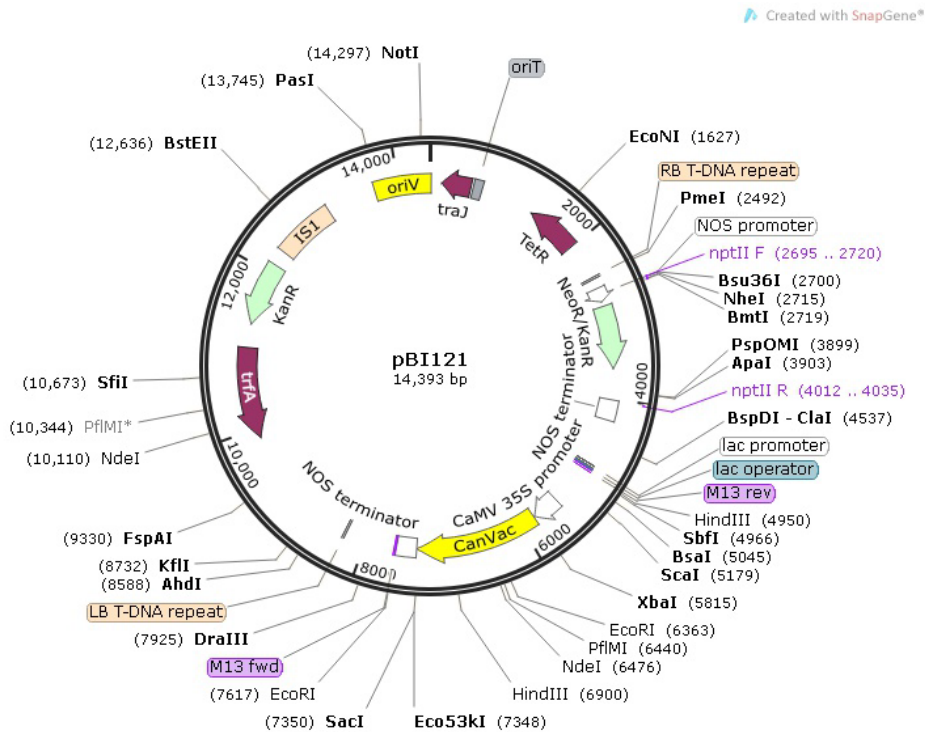 Created with SnapGene®
(14,297) NotI
(13,745) PasI
oriT
(12,636) BstEII
EcoNI (1627)
14,000
oriV
RB T-DNA repeat
traJ
PmeI (2492)
2000
NOS promoter
IS1
TetR
nptII F (2695 .. 2720)
12,000
Bsu36I (2700)
NheI (2715)
KanR
NeoR/KanR
BmtI (2719)
pBI121
14,393 bp
PspOMI (3899)
ApaI (3903)
(10,673) SfiI
trfA
4000
nptII R (4012 .. 4035)
NOS terminator
(10,344) PflMI*
BspDI - ClaI (4537)
(10,110) NdeI
10,000
lac promoter
lac operator
NOS terminator
CaMV 35S promoter
M13 rev
HindIII (4950)
CanVac
SbfI (4966)
(9330) FspAI
6000
BsaI (5045)
(8732) KflI
ScaI (5179)
(8588) AhdI
XbaI (5815)
LB T-DNA repeat
EcoRI (6363)
(7925) DraIII
PflMI (6440)
M13 fwd
NdeI (6476)
(7617) EcoRI
HindIII (6900)
(7350) SacI
Eco53kI (7348)